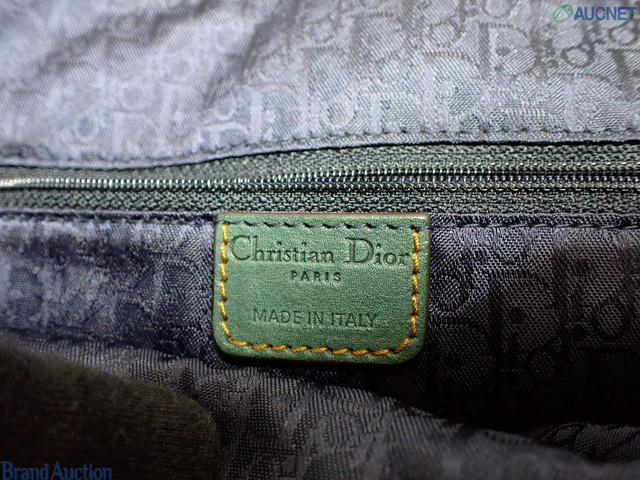 AUCNET
Christian Dior
PARIS
MADE IN ITALY
Brand Auction